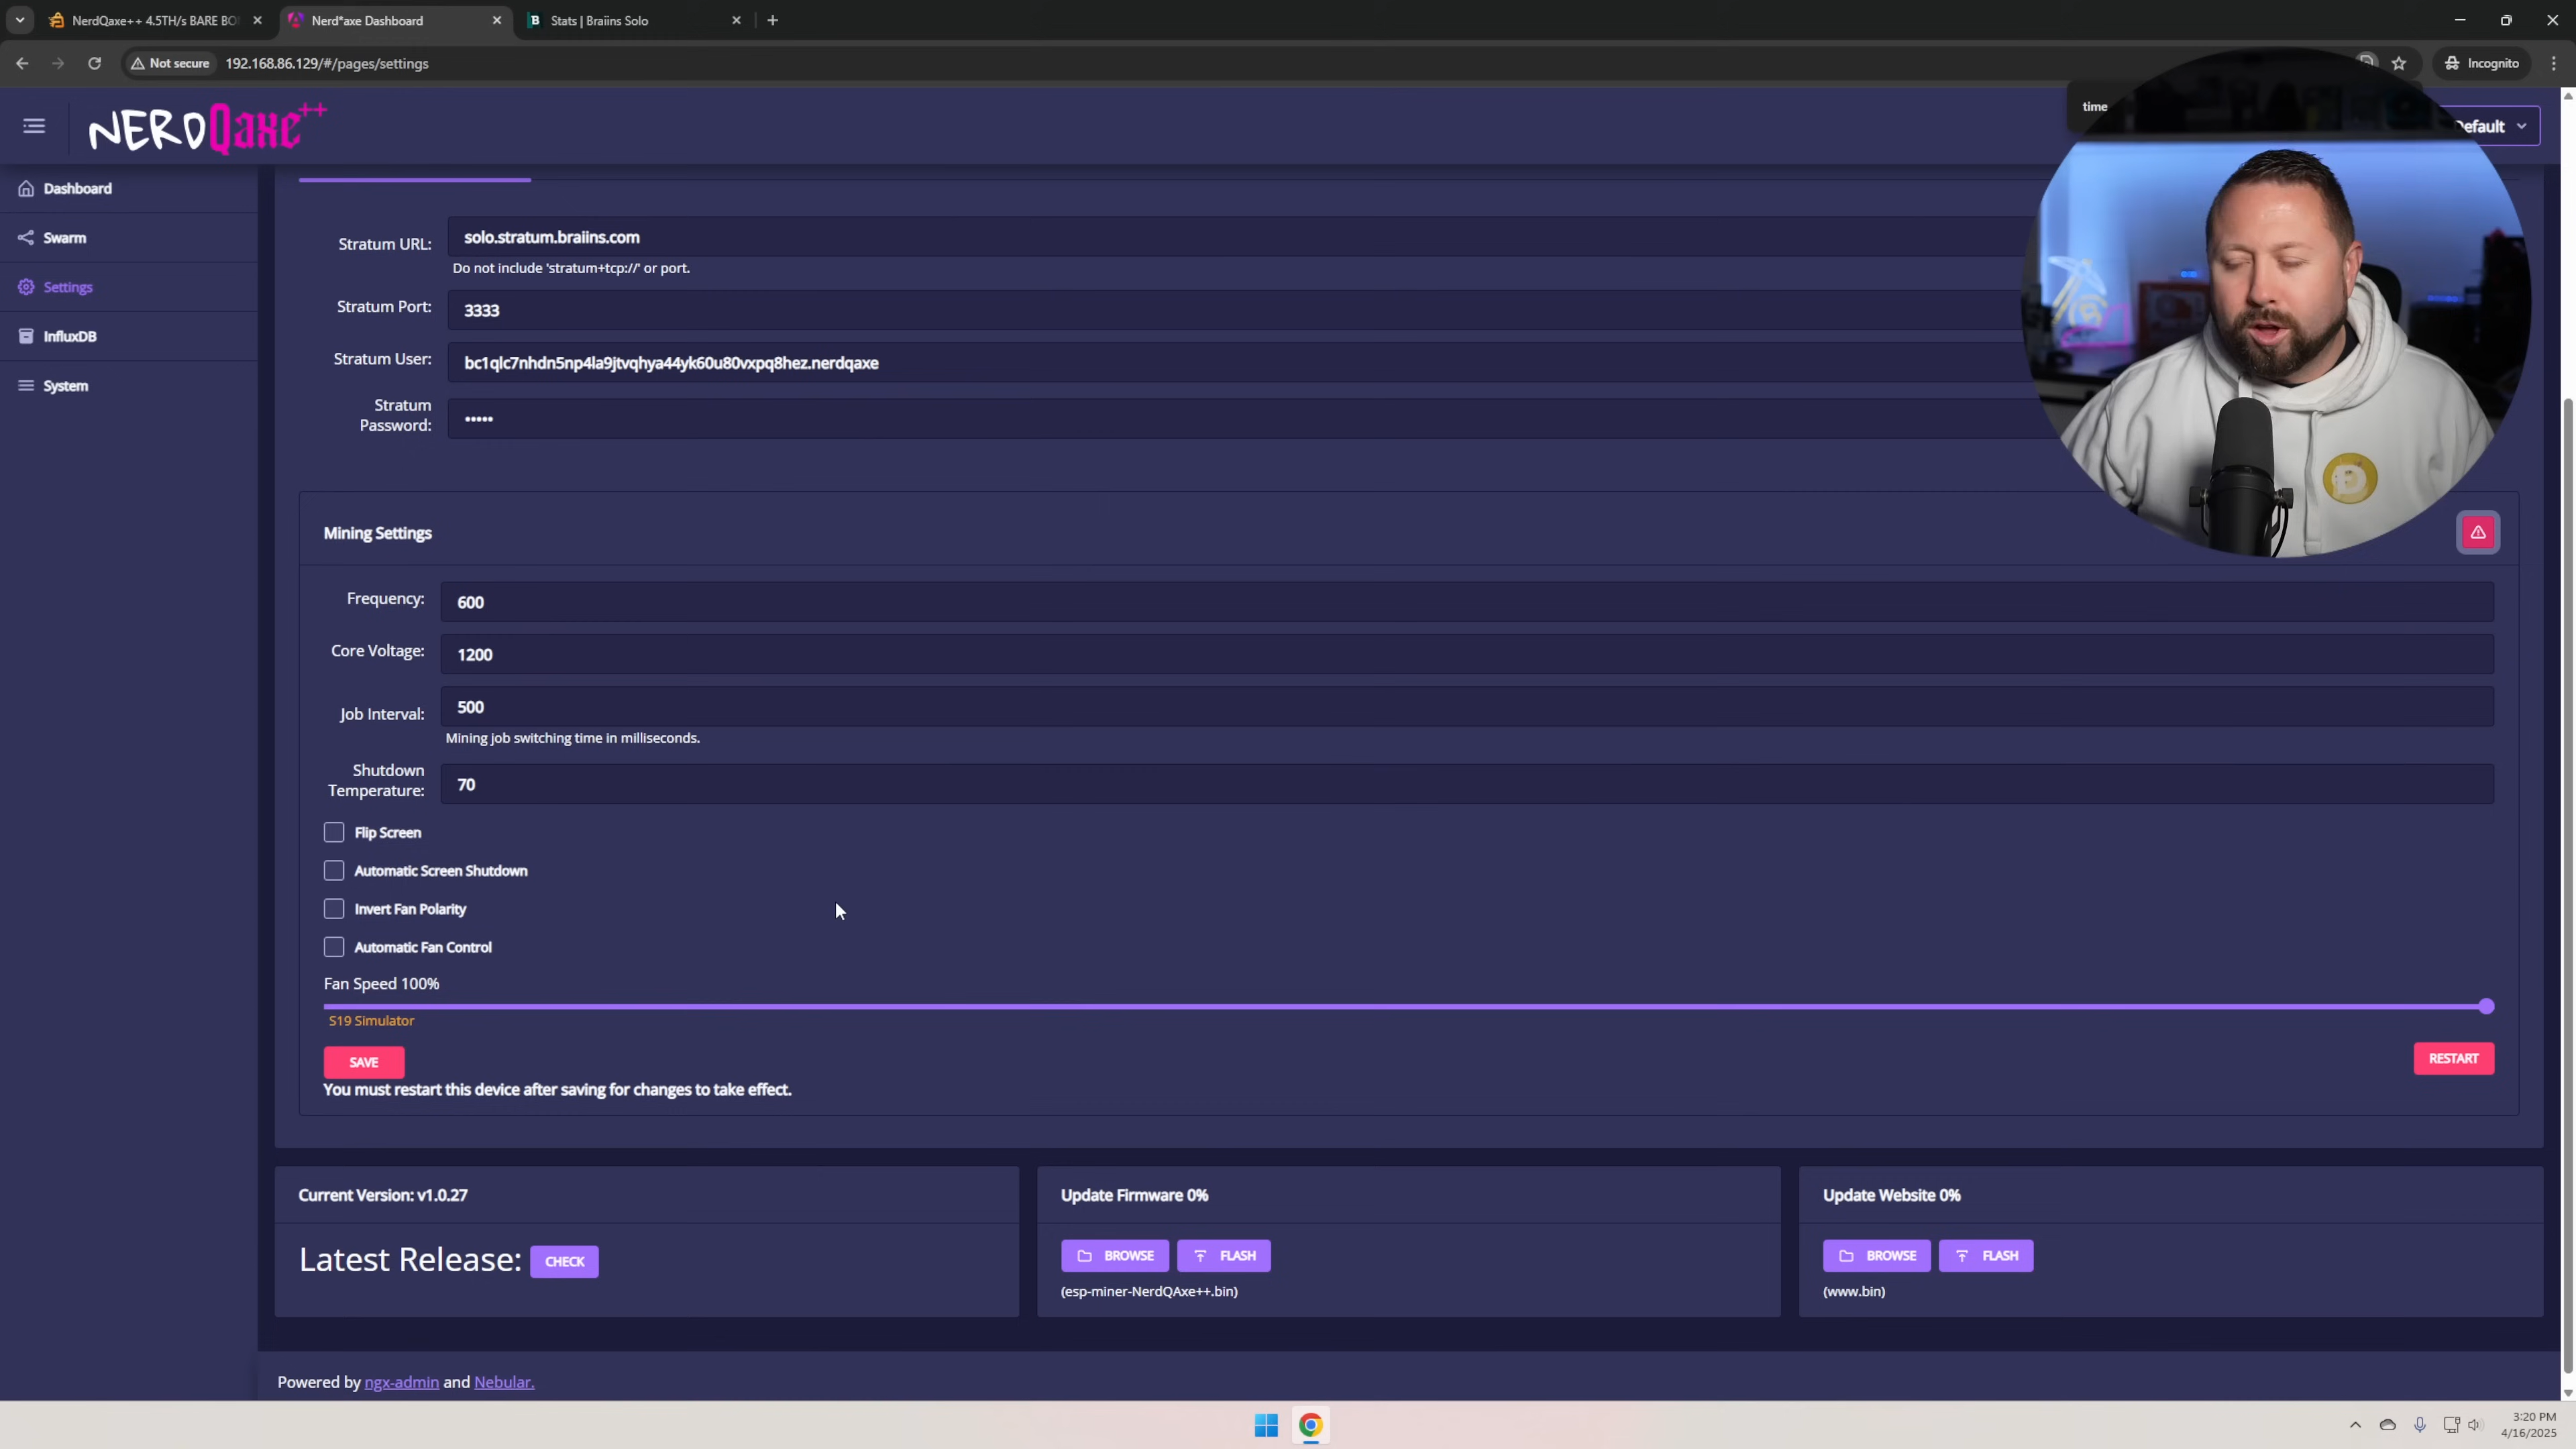 NerdQaxe++ 4.5TH/s BARE BO
Nerd*axe Dashboard
Stats | Braiins Solo
Not secure
192.168.86.129/#/pages/settings
Incognito
time
NERDQaxe++
Default
Dashboard
Swarm
Settings
InfluxDB
System
Stratum URL:
solo.stratum.braiins.com
Do not include 'stratum+tcp://' or port.
Stratum Port:
3333
Stratum User:
bc1qlc7nhdn5np4la9jtvqhya44yk60u80vxpq8hez.nerdqaxe
Stratum
Password:
•••••
Mining Settings
Frequency:
600
Core Voltage:
1200
Job Interval:
500
Mining job switching time in milliseconds.
Shutdown
Temperature:
70
Flip Screen
Automatic Screen Shutdown
Invert Fan Polarity
Automatic Fan Control
Fan Speed 100%
S19 Simulator
SAVE
RESTART
You must restart this device after saving for changes to take effect.
Current Version: v1.0.27
Latest Release: CHECK
Update Firmware 0%
BROWSE
FLASH
(esp-miner-NerdQAxe++.bin)
Update Website 0%
BROWSE
FLASH
(www.bin)
Powered by ngx-admin and Nebular.
3:20 PM
4/16/2025